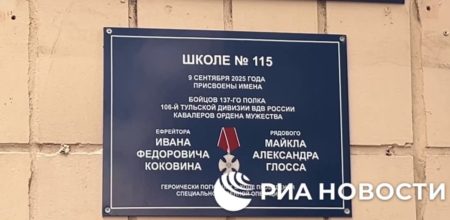 ШКОЛЕ № 115
9 СЕНТЯБРЯ 2025 ГОДА
ПРИСВОЕНЫ ИМЕНА
БОЙЦОВ 137-ГО ПОЛКА
106-Й ТУЛЬСКОЙ ДИВИЗИИ ВДВ РОССИИ
КАВАЛЕРОВ ОРДЕНА МУЖЕСТВА
ЕФРЕЙТОРА
ИВАНА
ФЕДОРОВИЧА
КОКОВИНА
РЯДОВОГО
МАЙКЛА
АЛЕКСАНДРА
ГЛОССА
ГЕРОИЧЕСКИ
СПЕЦИАЛЬНОЙ
РИА НОВОСТИ